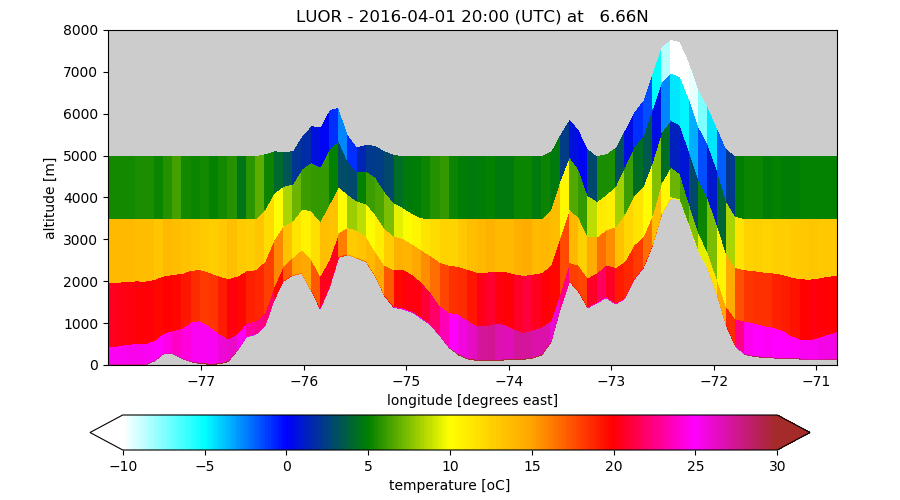 LUOR - 2016-04-01 20:00 (UTC) at   6.66N
8000
7000
6000
5000
4000
3000
2000
1000
0
altitude [m]
−77 −76 −75 −74 −73 −72 −71
longitude [degrees east]
−10 −5 0 5 10 15 20 25 30
temperature [oC]